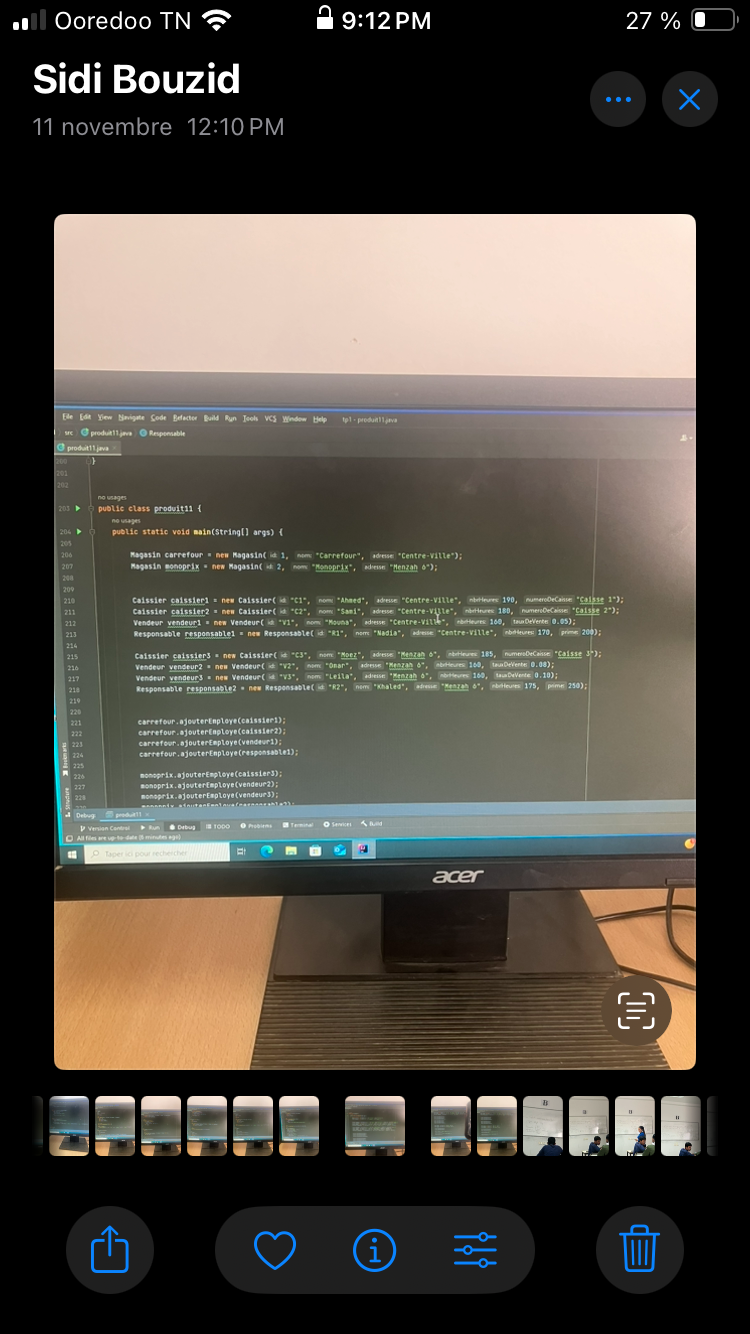 Ooredoo TN
9:12 PM
27 %
Sidi Bouzid
11 novembre 12:10 PM
File Edit View Navigate Code Refactor Build Run Tools VCS Window Help tp1 - produit11.java
src produit11.java Responsable
produit11.java
200 }
201
202
no usages
203 public class produit11 {
no usages
204 public static void main(String[] args) {
205
206 Magasin carrefour = new Magasin( id: 1, nom: "Carrefour", adresse: "Centre-Ville");
207 Magasin monoprix = new Magasin( id: 2, nom: "Monoprix", adresse: "Menzah 6");
208
209
210 Caissier caissier1 = new Caissier( id: "C1", nom: "Ahmed", adresse: "Centre-Ville", nbrHeures: 190, numeroDeCaisse: "Caisse 1");
211 Caissier caissier2 = new Caissier( id: "C2", nom: "Sami", adresse: "Centre-Ville", nbrHeures: 180, numeroDeCaisse: "Caisse 2");
212 Vendeur vendeur1 = new Vendeur( id: "V1", nom: "Mouna", adresse: "Centre-Ville", nbrHeures: 160, tauxDeVente: 0.05);
213 Responsable responsable1 = new Responsable( id: "R1", nom: "Nadia", adresse: "Centre-Ville", nbrHeures: 170, prime: 200);
214
215 Caissier caissier3 = new Caissier( id: "C3", nom: "Moez", adresse: "Menzah 6", nbrHeures: 185, numeroDeCaisse: "Caisse 3");
216 Vendeur vendeur2 = new Vendeur( id: "V2", nom: "Omar", adresse: "Menzah 6", nbrHeures: 160, tauxDeVente: 0.08);
217 Vendeur vendeur3 = new Vendeur( id: "V3", nom: "Leila", adresse: "Menzah 6", nbrHeures: 160, tauxDeVente: 0.10);
218 Responsable responsable2 = new Responsable( id: "R2", nom: "Khaled", adresse: "Menzah 6", nbrHeures: 175, prime: 250);
219
220
221 carrefour.ajouterEmploye(caissier1);
222 carrefour.ajouterEmploye(caissier2);
223 carrefour.ajouterEmploye(vendeur1);
224 carrefour.ajouterEmploye(responsable1);
225
226 monoprix.ajouterEmploye(caissier3);
227 monoprix.ajouterEmploye(vendeur2);
228 monoprix.ajouterEmploye(vendeur3);
monoprix.ajouterEmploye(responsable2);
Bookmarks
Structure
Debug: produit11
Version Control Run Debug TODO Problems Terminal Services Build
All files are up-to-date (5 minutes ago)
Taper ici pour rechercher
acer